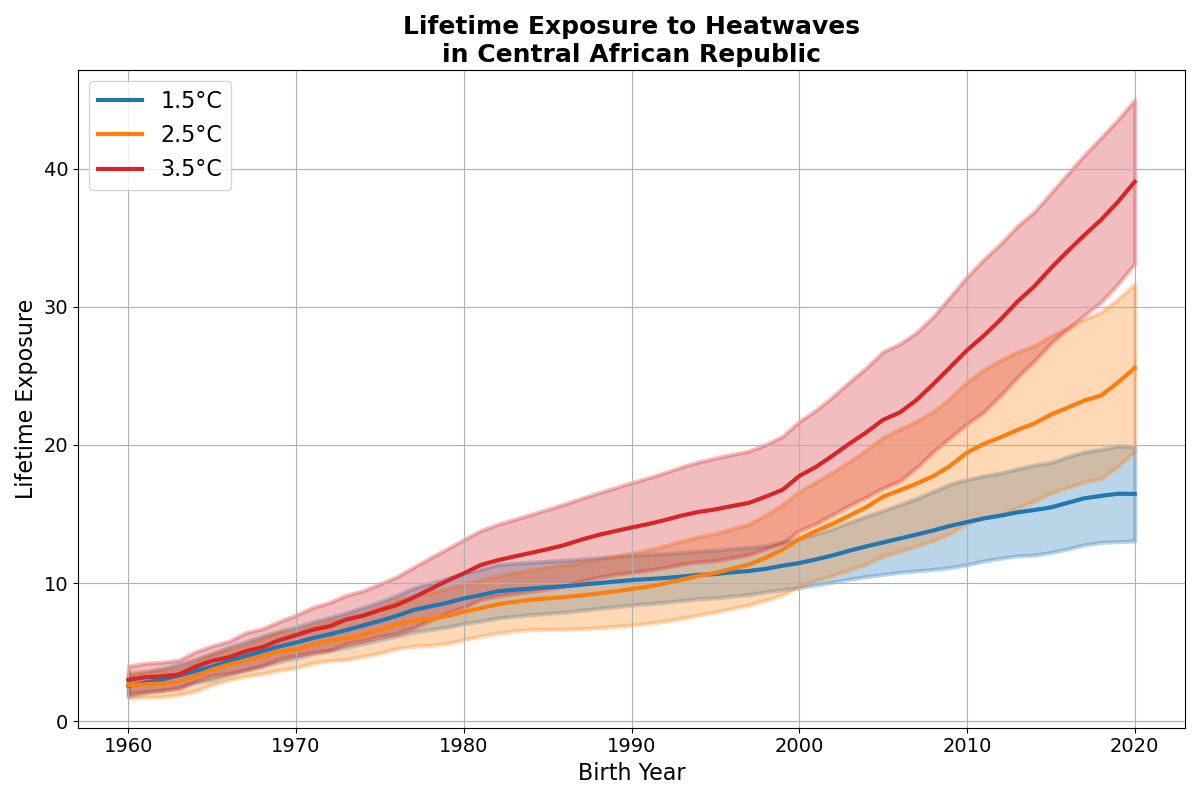 Lifetime Exposure to Heatwaves
in Central African Republic
1.5°C
2.5°C
3.5°C
Lifetime Exposure
40
30
20
10
0
1960
1970
1980
1990
2000
2010
2020
Birth Year